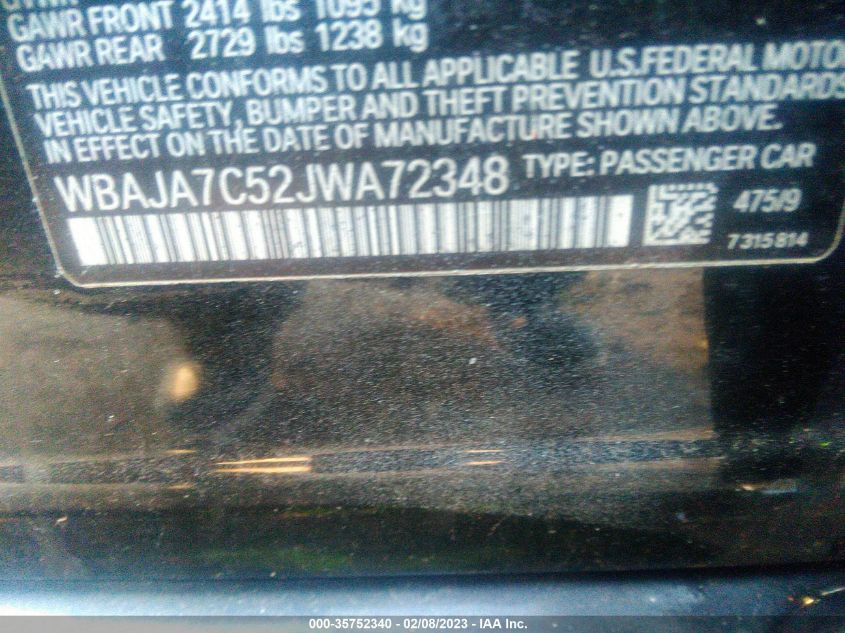 GAWR FRONT 2414 lbs 1095 kg
GAWR REAR 2729 lbs 1238 kg
THIS VEHICLE CONFORMS TO ALL APPLICABLE U.S.FEDERAL MOTOR
VEHICLE SAFETY, BUMPER AND THEFT PREVENTION STANDARDS
IN EFFECT ON THE DATE OF MANUFACTURE SHOWN ABOVE.
WBAJA7C52JWA72348 TYPE: PASSENGER CAR
475/9
7315814
000-35752340 - 02/08/2023 - IAA Inc.